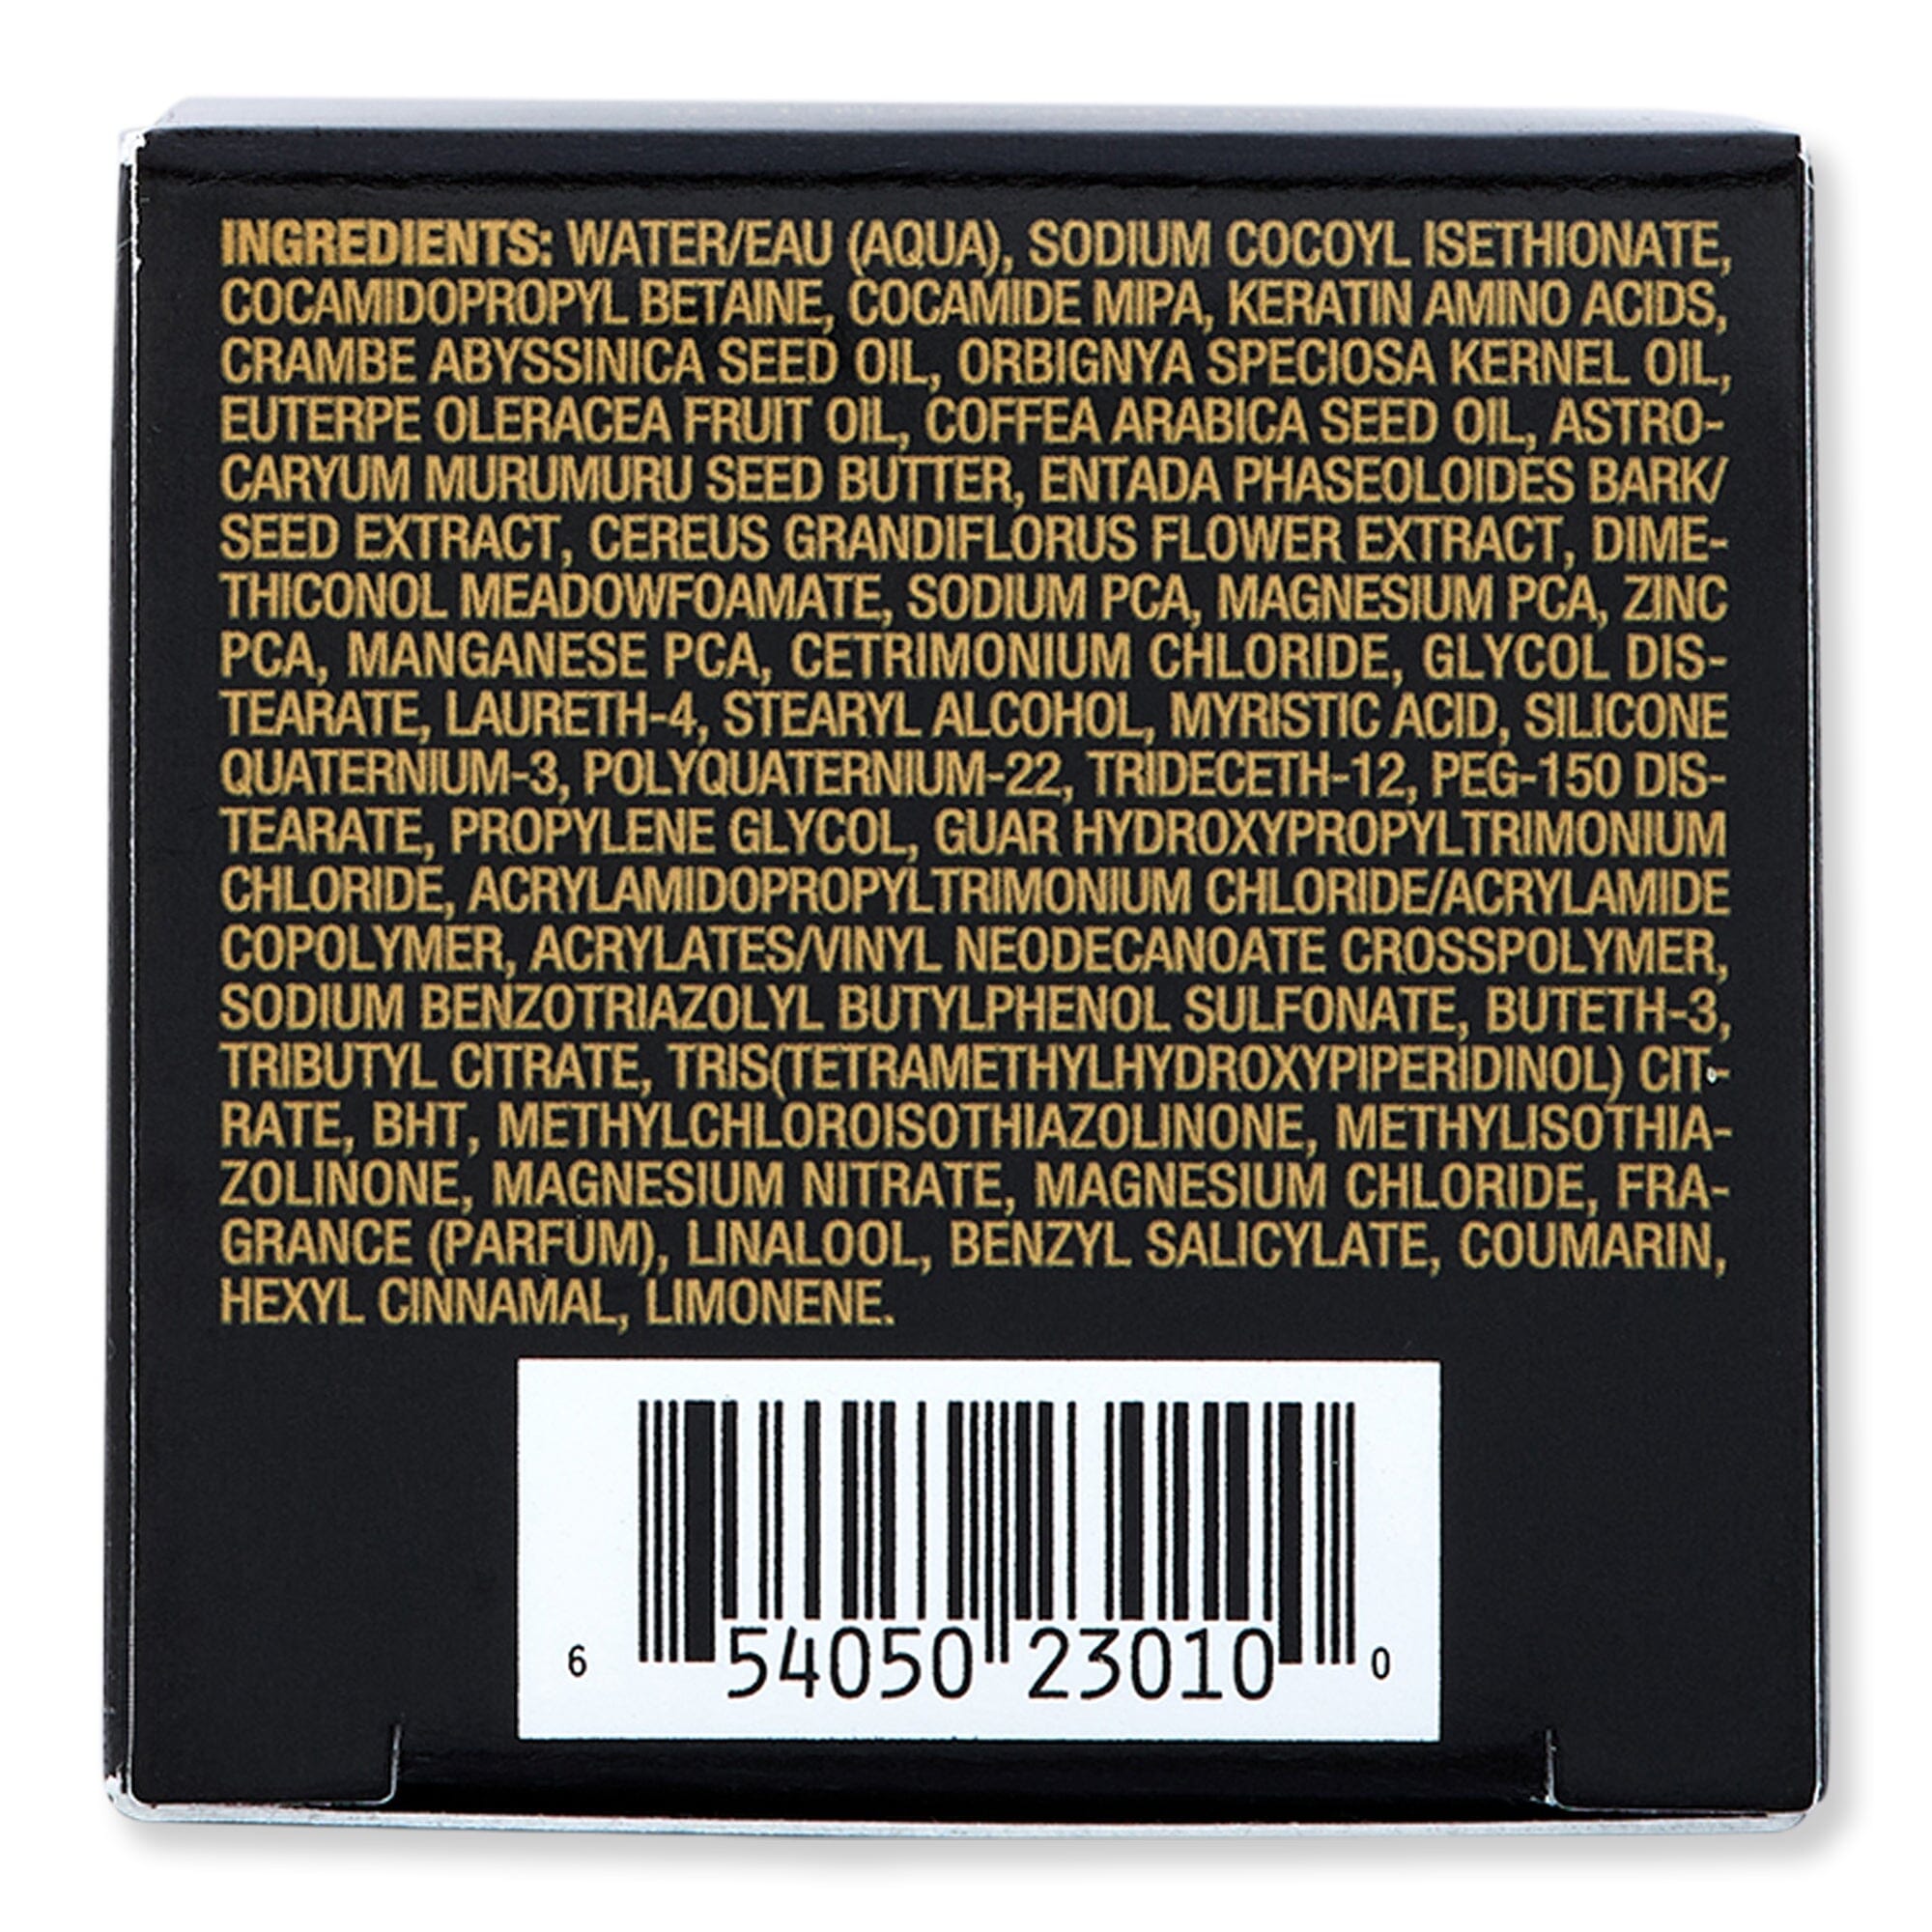 INGREDIENTS: WATER/EAU (AQUA), SODIUM COCOYL ISETHIONATE,
COCAMIDOPROPYL BETAINE, COCAMIDE MIPA, KERATIN AMINO ACIDS,
CRAMBE ABYSSINICA SEED OIL, ORBIGNYA SPECIOSA KERNEL OIL,
EUTERPE OLERACEA FRUIT OIL, COFFEA ARABICA SEED OIL, ASTRO-
CARYUM MURUMURU SEED BUTTER, ENTADA PHASEOLOIDES BARK/
SEED EXTRACT, CEREUS GRANDIFLORUS FLOWER EXTRACT, DIME-
THICONOL MEADOWFOAMATE, SODIUM PCA, MAGNESIUM PCA, ZINC
PCA, MANGANESE PCA, CETRIMONIUM CHLORIDE, GLYCOL DIS-
TEARATE, LAURETH-4, STEARYL ALCOHOL, MYRISTIC ACID, SILICONE
QUATERNIUM-3, POLYQUATERNIUM-22, TRIDECETH-12, PEG-150 DIS-
TEARATE, PROPYLENE GLYCOL, GUAR HYDROXYPROPYLTRIMONIUM
CHLORIDE, ACRYLAMIDOPROPYLTRIMONIUM CHLORIDE/ACRYLAMIDE
COPOLYMER, ACRYLATES/VINYL NEODECANOATE CROSSPOLYMER,
SODIUM BENZOTRIAZOLYL BUTYLPHENOL SULFONATE, BUTETH-3,
TRIBUTYL CITRATE, TRIS(TETRAMETHYLHYDROXYPIPERIDINOL) CIT-
RATE, BHT, METHYLCHLOROISOTHIAZOLINONE, METHYLISOTHIA-
ZOLINONE, MAGNESIUM NITRATE, MAGNESIUM CHLORIDE, FRA-
GRANCE (PARFUM), LINALOOL, BENZYL SALICYLATE, COUMARIN,
HEXYL CINNAMAL, LIMONENE.
6 54050 23010 0